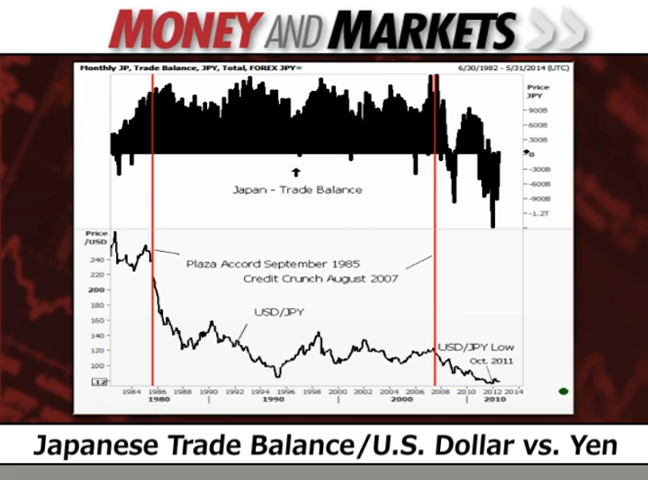 MONEY AND MARKETS
Monthly JP, Trade Balance, JPY, Total, FOREX JPY=
6/30/1982 - 5/31/2014 (UTC)
Price
JPY
900B
600B
300B
0
-300B
-600B
-900B
-1.2T
Japan - Trade Balance
Price
/USD
240
220
200
180
160
140
120
100
Plaza Accord September 1985
Credit Crunch August 2007
USD/JPY
USD/JPY Low
Oct. 2011
1984 1986 1988 1990 1992 1994 1996 1998 2000 2002 2004 2006 2008 2010 2012 2014
1980 1990 2000 2010
Japanese Trade Balance/U.S. Dollar vs. Yen